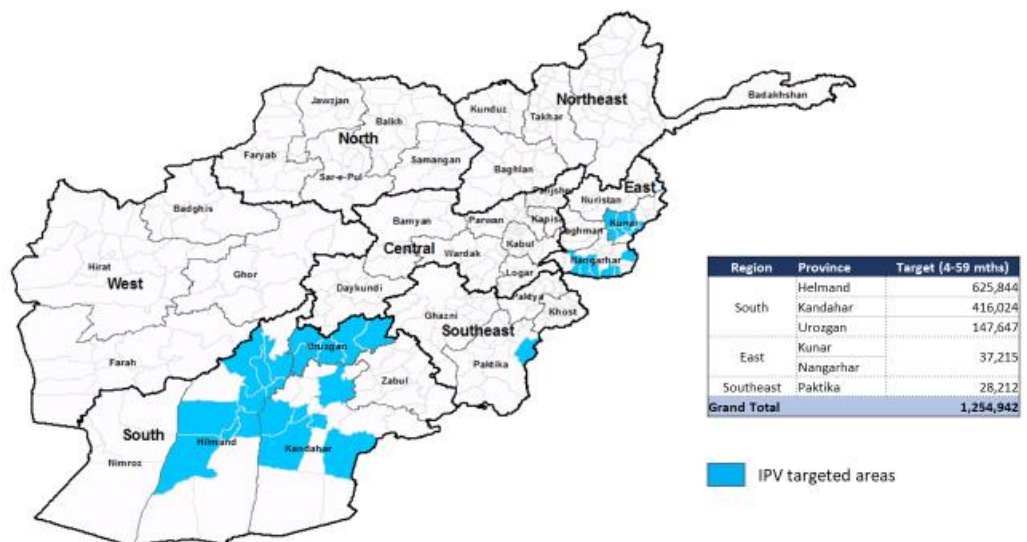 Badakhshan
Northeast
Jawzjan
Kunduz
Takhar
Balkh
North
Faryab
Samangan
Sar-e-Pul
Baghlan
East
Nuristan
Badghis
Bamyan
Parwan
Kapisa
Kunar
Central
Kabul
Wardak
Nangarhar
Hirat
Ghor
Logar
West
Daykundi
Paktya
Ghazni
Khost
Southeast
Uruzgan
Farah
Paktika
Zabul
South
Hilmand
Kandahar
Nimroz
Region Province Target (4-59 mths)
South Helmand 625,844
Kandahar 416,024
Urozgan 147,647
East Kunar 37,215
Nangarhar
Southeast Paktika 28,212
Grand Total 1,254,942
IPV targeted areas